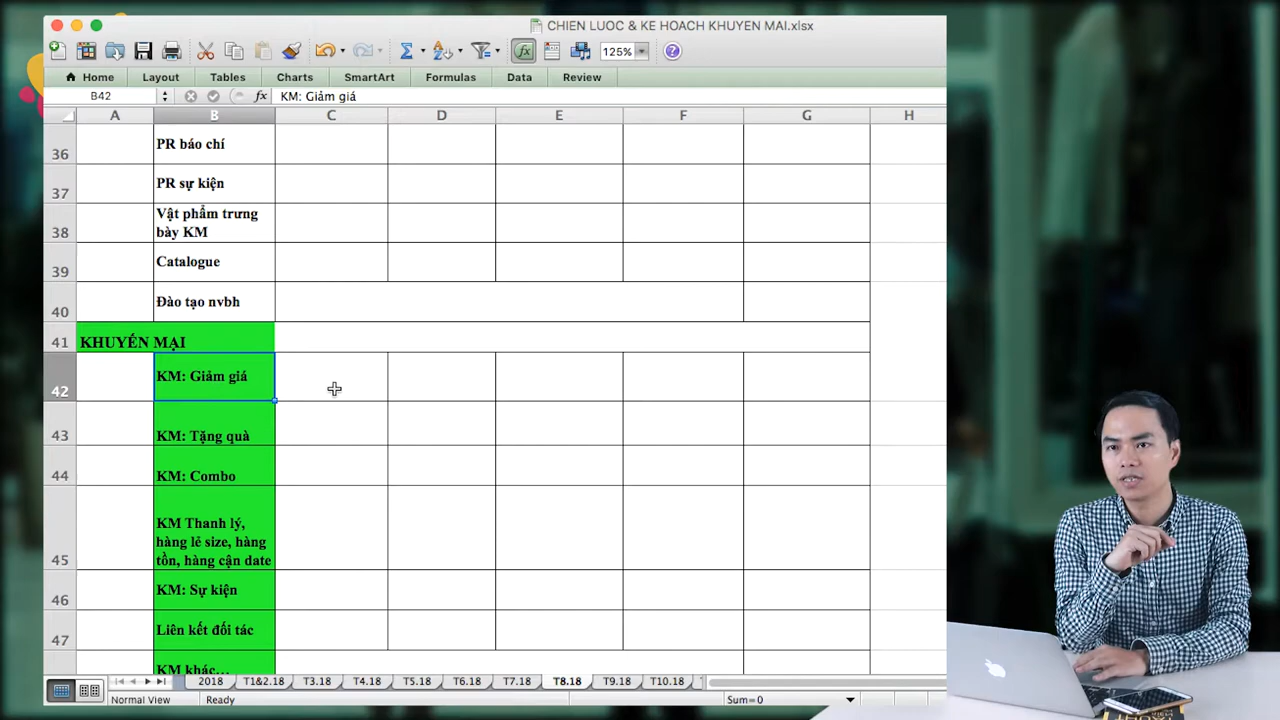 CHIEN LUOC & KE HOACH KHUYEN MAI.xlsx
125%
Home Layout Tables Charts SmartArt Formulas Data Review
B42 fx KM: Giảm giá
A B C D E F G H
36 PR báo chí
37 PR sự kiện
38 Vật phẩm trưng
bày KM
39 Catalogue
40 Đào tạo nvbh
41 KHUYẾN MẠI
42 KM: Giảm giá
43 KM: Tặng quà
44 KM: Combo
KM Thanh lý,
hàng lẻ size, hàng
45 tồn, hàng cận date
46 KM: Sự kiện
47 Liên kết đối tác
KM khác...
2018 T1&2.18 T3.18 T4.18 T5.18 T6.18 T7.18 T8.18 T9.18 T10.18
Normal View Ready Sum=0